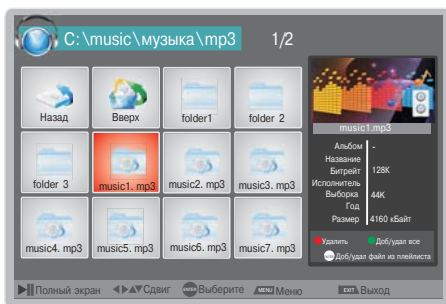 C:\music\музыка\mp3 1/2
Назад Вверх folder1 folder 2
folder 3 music1. mp3 music2. mp3 music3. mp3
music4. mp3 music5. mp3 music6. mp3 music7. mp3
music1.mp3
Альбом -
Название
Битрейт 128K
Исполнитель
Выборка 44K
Год
Размер 4160 кБайт
Удалить Доб/удал все
ENTER Доб/удал файл из плейлиста
Полный экран Сдвиг ENTER Выберите MENU Меню EXIT Выход